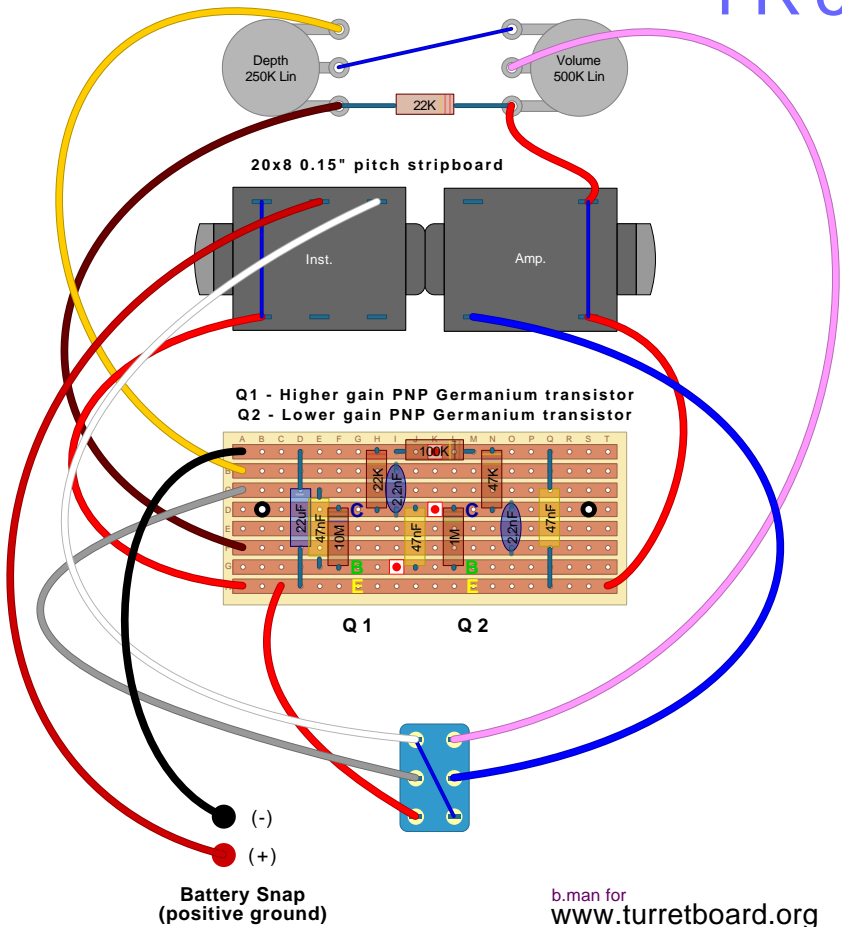 Depth
250K Lin
Volume
500K Lin
22K
20x8 0.15" pitch stripboard
Inst.
Amp.
Q1 - Higher gain PNP Germanium transistor
Q2 - Lower gain PNP Germanium transistor
A B C D E F G H I J K L M N O P Q R S T
100K
22K
2.2nF
47K
B
D
E
F
G
22uF
47nF
10M
C
47nF
1M
C
2.2nF
47nF
B
B
E
E
Q 1
Q 2
(-)
(+)
Battery Snap
(positive ground)
b.man for
www.turretboard.org